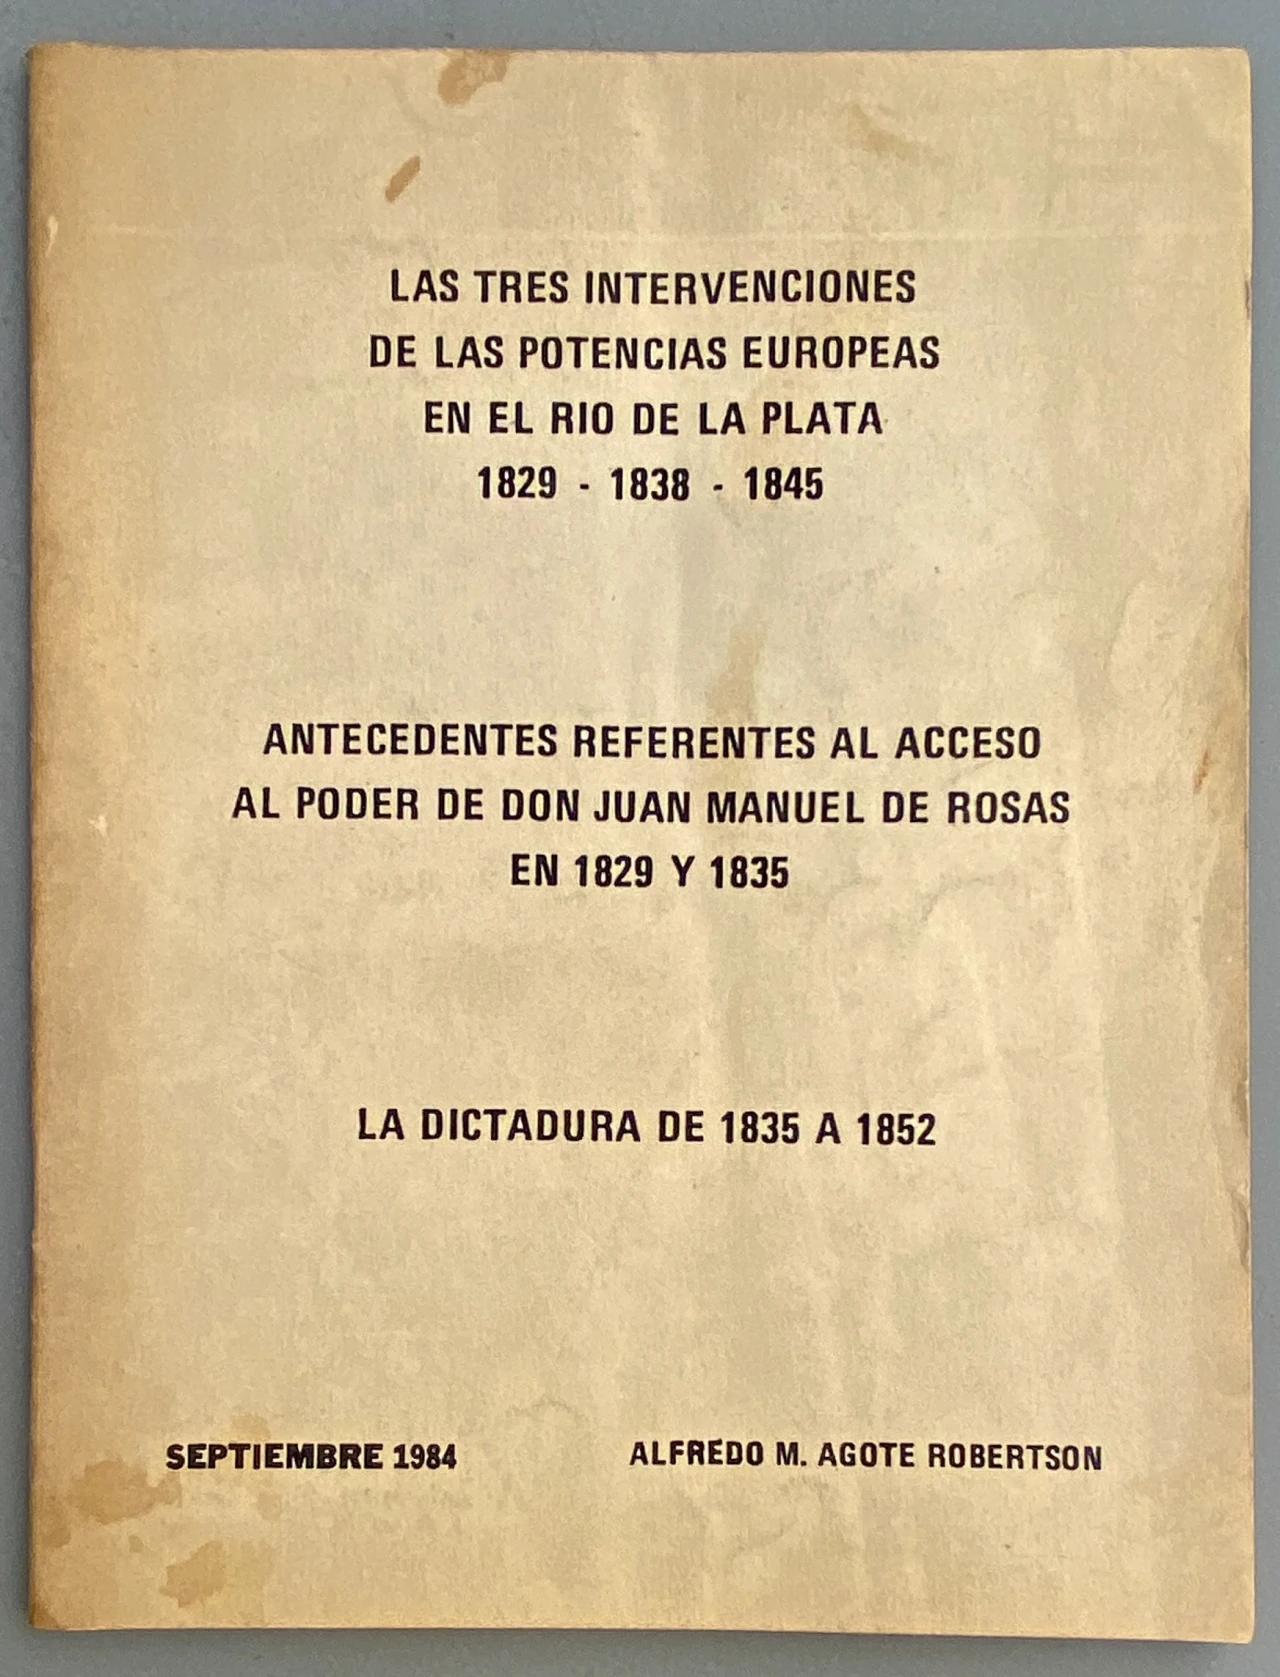 LAS TRES INTERVENCIONES
DE LAS POTENCIAS EUROPEAS
EN EL RIO DE LA PLATA
1829 - 1838 - 1845
ANTECEDENTES REFERENTES AL ACCESO
AL PODER DE DON JUAN MANUEL DE ROSAS
EN 1829 Y 1835
LA DICTADURA DE 1835 A 1852
SEPTIEMBRE 1984
ALFREDO M. AGOTE ROBERTSON